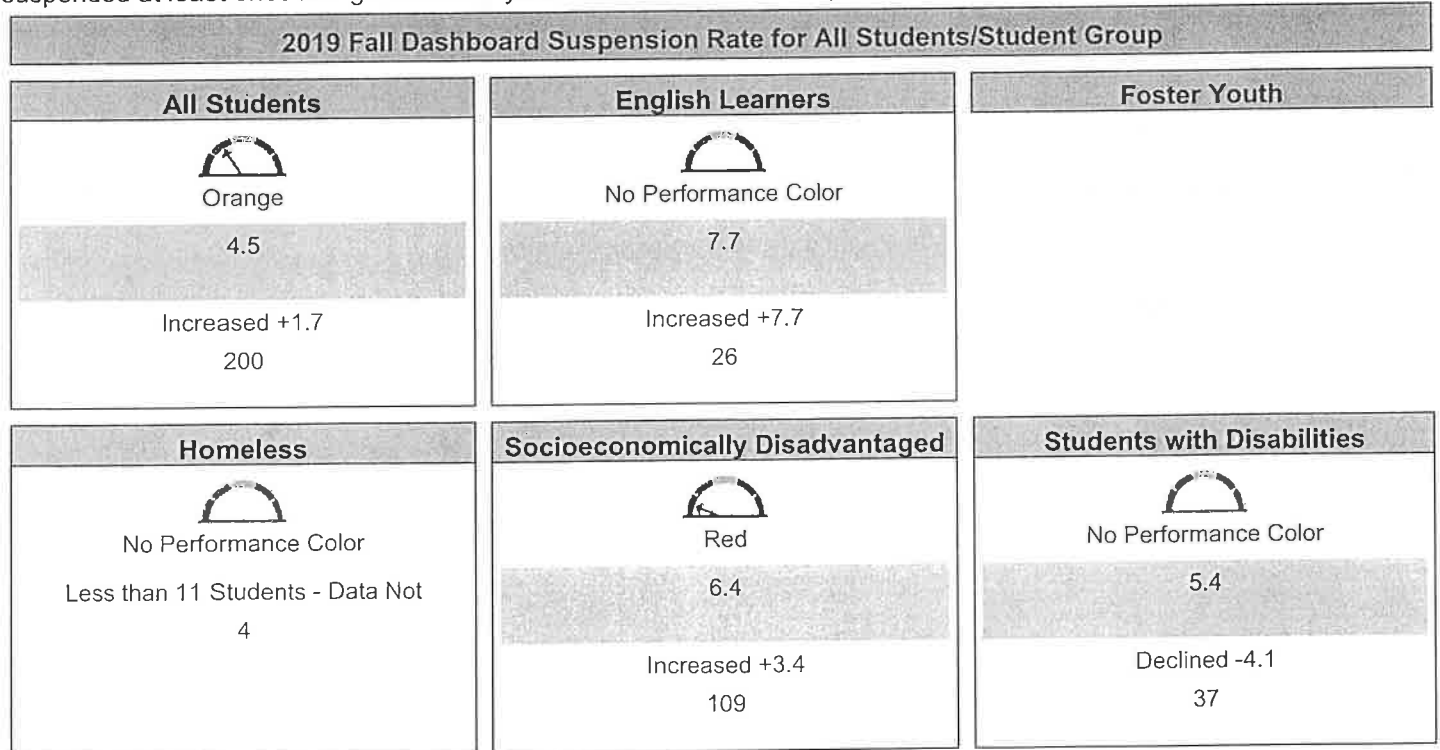 2019 Fall Dashboard Suspension Rate for All Students/Student Group
All Students
Orange
4.5
Increased +1.7
200
English Learners
No Performance Color
7.7
Increased +7.7
26
Foster Youth
Homeless
No Performance Color
Less than 11 Students - Data Not
4
Socioeconomically Disadvantaged
Red
6.4
Increased +3.4
109
Students with Disabilities
No Performance Color
5.4
Declined -4.1
37